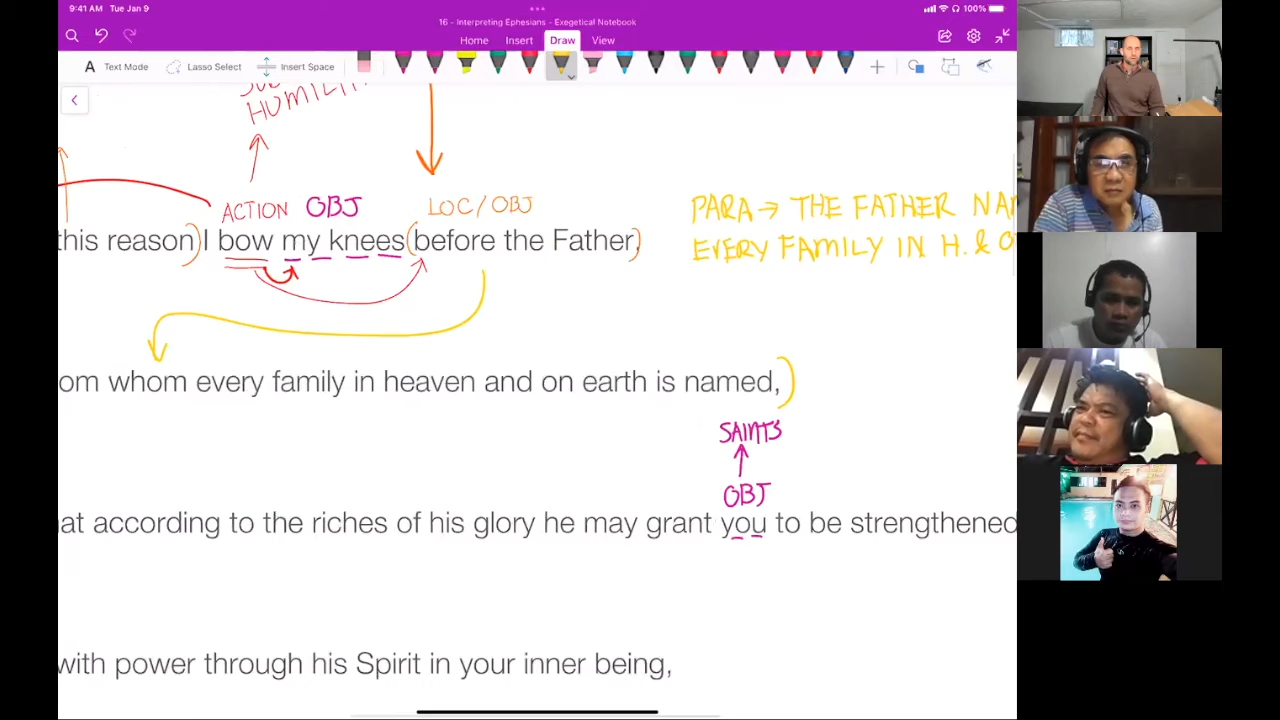 9:41 AM Tue Jan 9
100%
16 - Interpreting Ephesians - Exegetical Notebook
Home Insert Draw View
Text Mode Lasso Select Insert Space
HUMILIT
ACTION OBJ LOC/OBJ
this reason) I bow my knees (before the Father,)
PARA → THE FATHER NAM
EVERY FAMILY IN H. & O
om whom every family in heaven and on earth is named,)
SAINTS
OBJ
hat according to the riches of his glory he may grant you to be strengthened
with power through his Spirit in your inner being,